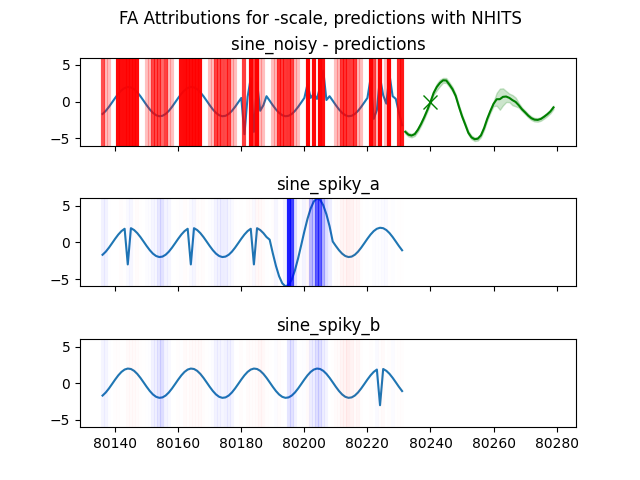 FA Attributions for -scale, predictions with NHITS
sine_noisy - predictions
5
0
−5
sine_spiky_a
5
0
−5
sine_spiky_b
5
0
−5
80140 80160 80180 80200 80220 80240 80260 80280